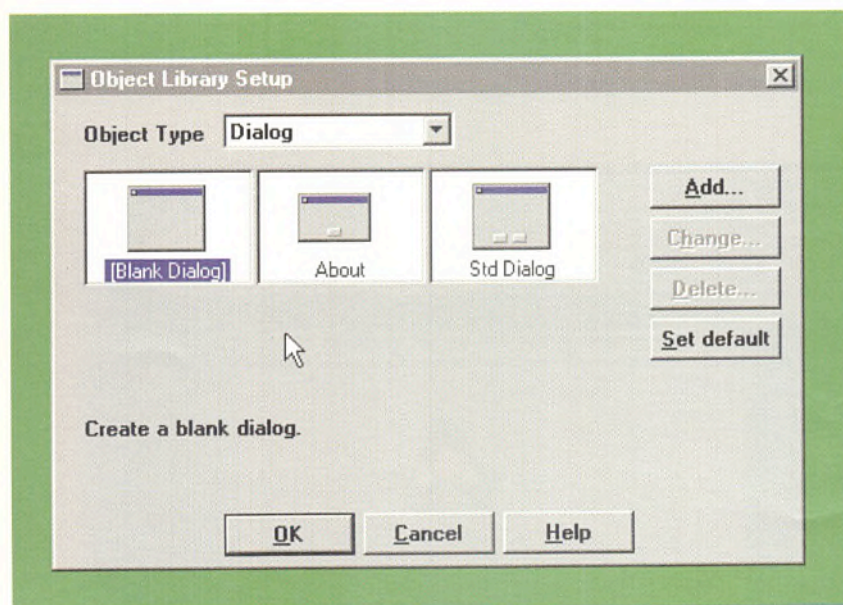 Object Library Setup
Object Type Dialog
[Blank Dialog]
About
Std Dialog
Add...
Change...
Delete...
Set default
Create a blank dialog.
OK
Cancel
Help